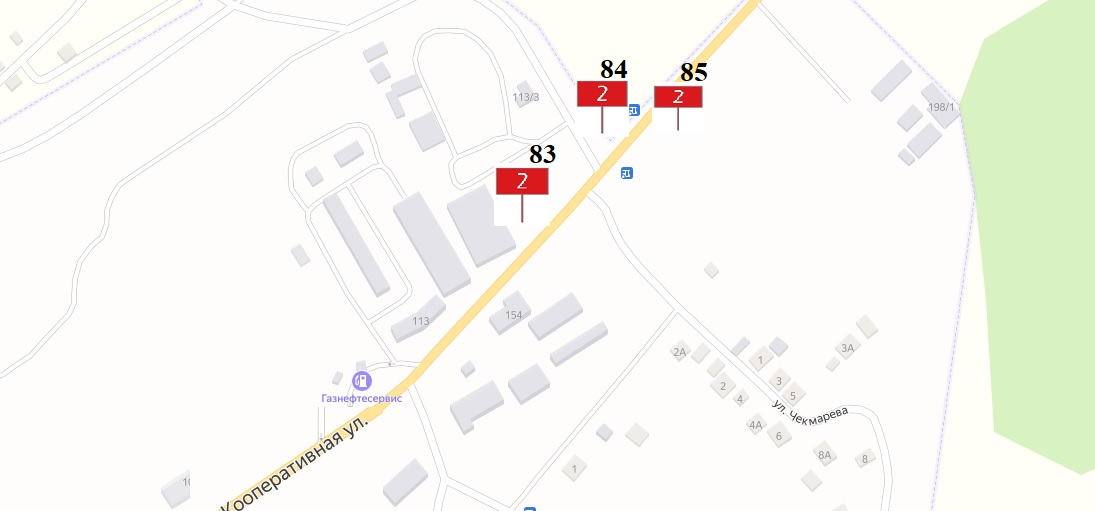 84
85
2
2
113/3
198/1
83
2
113
154
Газнефтесервис
Кооперативная ул.
2А
1
3А
2
3
5
4
ул. Чекмарева
4А
6
8А
8
1